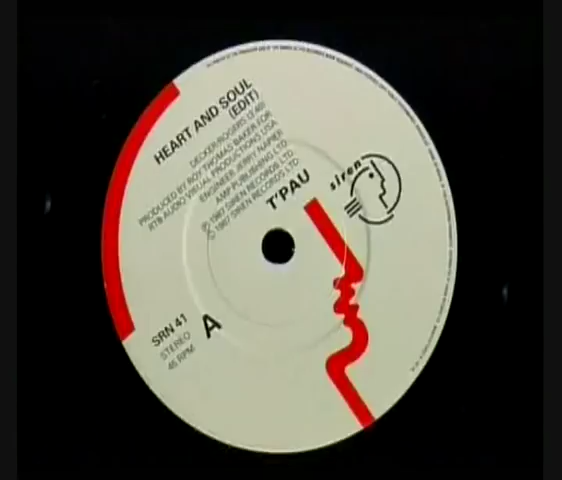 HEART AND SOUL
(EDIT)
DECKER/ROGERS (3'40)
PRODUCED BY ROY THOMAS BAKER FOR
RTB AUDIO VISUAL PRODUCTIONS USA
ENGINEER JERRY NAPIER
AMP PUBLISHING LTD
℗ 1987 SIREN RECORDS LTD
© 1987 SIREN RECORDS LTD
T'PAU
siren
SRN 41
STEREO
45 RPM
A